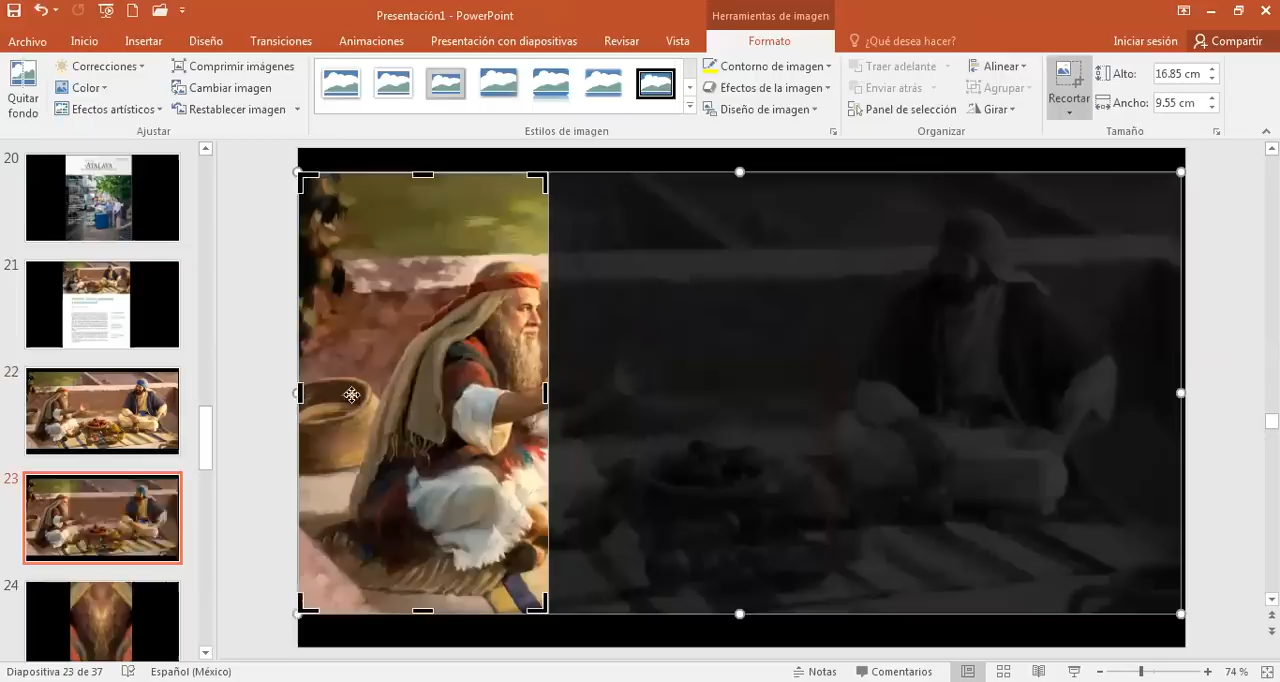 Presentación1 - PowerPoint
Herramientas de imagen
Archivo
Inicio
Insertar
Diseño
Transiciones
Animaciones
Presentación con diapositivas
Revisar
Vista
Formato
¿Qué desea hacer?
Iniciar sesión
Compartir
Quitar fondo
Correcciones
Color
Efectos artísticos
Comprimir imágenes
Cambiar imagen
Restablecer imagen
Ajustar
Estilos de imagen
Contorno de imagen
Efectos de la imagen
Diseño de imagen
Traer adelante
Enviar atrás
Panel de selección
Alinear
Agrupar
Girar
Organizar
Recortar
Alto: 16.85 cm
Ancho: 9.55 cm
Tamaño
20
ATALAYA
21
22
23
24
Diapositiva 23 de 37
Español (México)
Notas
Comentarios
74 %